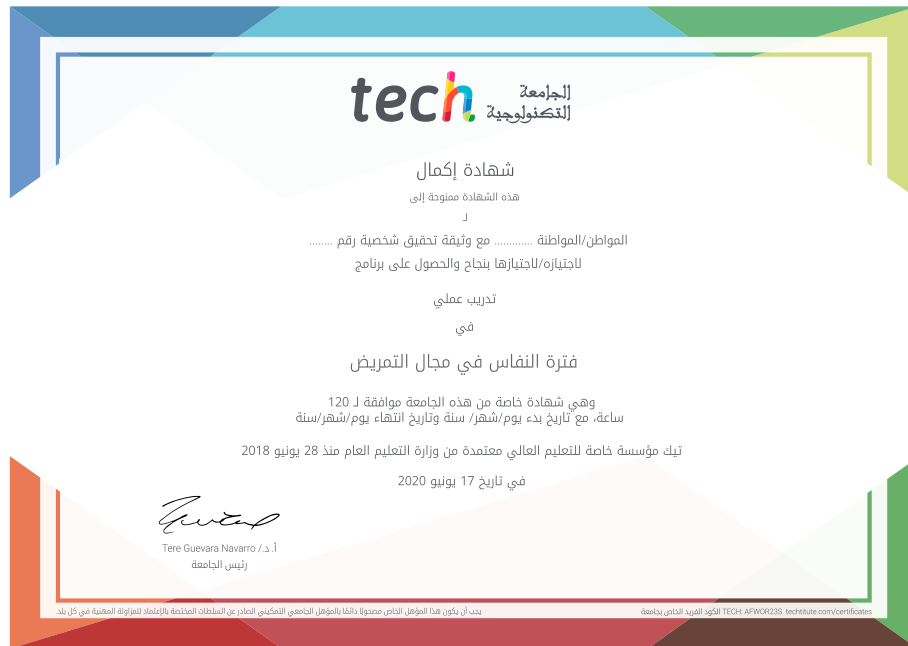 tech الجامعة
التكنولوجية
شهادة إكمال
هذه الشهادة ممنوحة إلى
لـ
المواطن/المواطنة ............. مع وثيقة تحقيق شخصية رقم ........
لاجتيازه/لاجتيازها بنجاح والحصول على برنامج
تدريب عملي
في
فترة النفاس في مجال التمريض
وهي شهادة خاصة من هذه الجامعة موافقة لـ 120
ساعة، مع تاريخ بدء يوم/شهر/ سنة وتاريخ انتهاء يوم/شهر/سنة
تيك مؤسسة خاصة للتعليم العالي معتمدة من وزارة التعليم العام منذ 28 يونيو 2018
في تاريخ 17 يونيو 2020
أ.د./ Tere Guevara Navarro
رئيس الجامعة
يجب أن يكون هذا المؤهل الخاص مصحوبًا دائمًا بالمؤهل الجامعي التمكيني الصادر عن السلطات المختصة بالإعتماد للمزاولة المهنية في كل بلد.
الكود الفريد الخاص بجامعة TECH: AFWOR23S techtitute.com/certificates